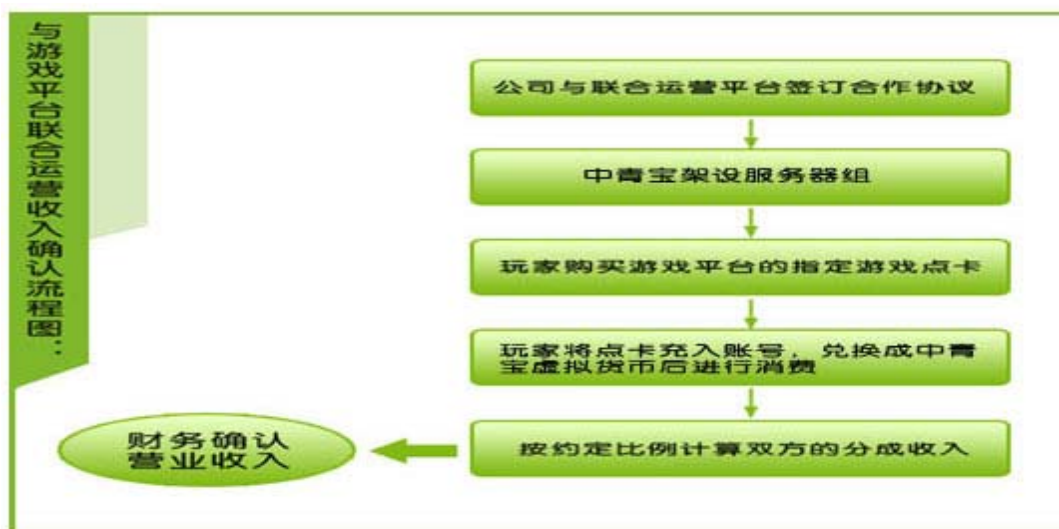 与游戏平台联合运营收入确认流程图：
公司与联合运营平台签订合作协议
中青宝架设服务器组
玩家购买游戏平台的指定游戏点卡
玩家将点卡充入账号，兑换成中青
宝虚拟货币后进行消费
按约定比例计算双方的分成收入
财务确认
营业收入